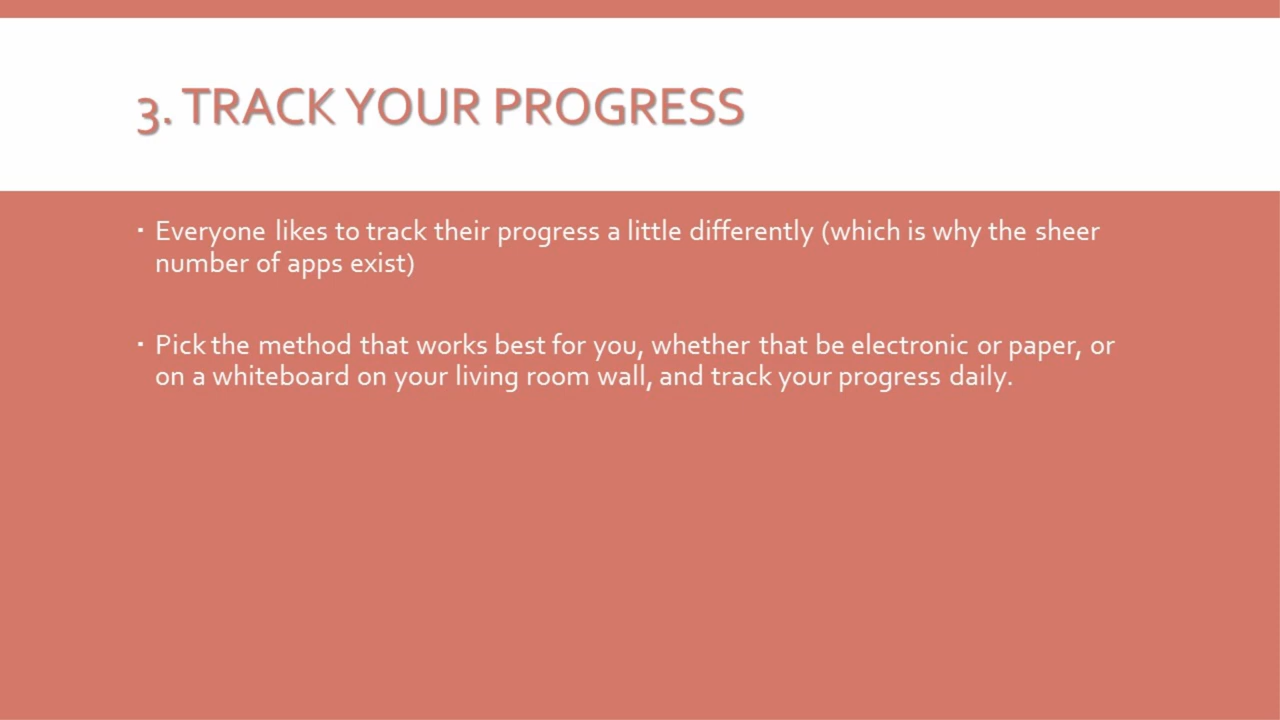 3. TRACK YOUR PROGRESS
▪ Everyone likes to track their progress a little differently (which is why the sheer
number of apps exist)
▪ Pick the method that works best for you, whether that be electronic or paper, or
on a whiteboard on your living room wall, and track your progress daily.